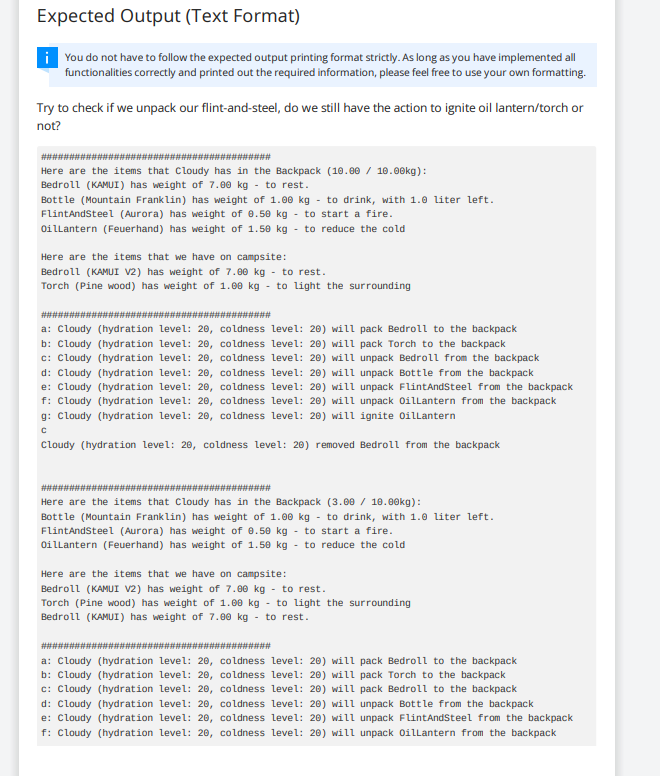 Expected Output (Text Format)
i
You do not have to follow the expected output printing format strictly. As long as you have implemented all
functionalities correctly and printed out the required information, please feel free to use your own formatting.
Try to check if we unpack our flint-and-steel, do we still have the action to ignite oil lantern/torch or
not?
#########################################
Here are the items that Cloudy has in the Backpack (10.00 / 10.00kg):
Bedroll (KAMUI) has weight of 7.00 kg - to rest.
Bottle (Mountain Franklin) has weight of 1.00 kg - to drink, with 1.0 liter left.
FlintAndSteel (Aurora) has weight of 0.50 kg - to start a fire.
OilLantern (Feuerhand) has weight of 1.50 kg - to reduce the cold
Here are the items that we have on campsite:
Bedroll (KAMUI V2) has weight of 7.00 kg - to rest.
Torch (Pine wood) has weight of 1.00 kg - to light the surrounding
#########################################
a: Cloudy (hydration level: 20, coldness level: 20) will pack Bedroll to the backpack
b: Cloudy (hydration level: 20, coldness level: 20) will pack Torch to the backpack
c: Cloudy (hydration level: 20, coldness level: 20) will unpack Bedroll from the backpack
d: Cloudy (hydration level: 20, coldness level: 20) will unpack Bottle from the backpack
e: Cloudy (hydration level: 20, coldness level: 20) will unpack FlintAndSteel from the backpack
f: Cloudy (hydration level: 20, coldness level: 20) will unpack OilLantern from the backpack
g: Cloudy (hydration level: 20, coldness level: 20) will ignite OilLantern
c
Cloudy (hydration level: 20, coldness level: 20) removed Bedroll from the backpack
#########################################
Here are the items that Cloudy has in the Backpack (3.00 / 10.00kg):
Bottle (Mountain Franklin) has weight of 1.00 kg - to drink, with 1.0 liter left.
FlintAndSteel (Aurora) has weight of 0.50 kg - to start a fire.
OilLantern (Feuerhand) has weight of 1.50 kg - to reduce the cold
Here are the items that we have on campsite:
Bedroll (KAMUI V2) has weight of 7.00 kg - to rest.
Torch (Pine wood) has weight of 1.00 kg - to light the surrounding
Bedroll (KAMUI) has weight of 7.00 kg - to rest.
#########################################
a: Cloudy (hydration level: 20, coldness level: 20) will pack Bedroll to the backpack
b: Cloudy (hydration level: 20, coldness level: 20) will pack Torch to the backpack
c: Cloudy (hydration level: 20, coldness level: 20) will pack Bedroll to the backpack
d: Cloudy (hydration level: 20, coldness level: 20) will unpack Bottle from the backpack
e: Cloudy (hydration level: 20, coldness level: 20) will unpack FlintAndSteel from the backpack
f: Cloudy (hydration level: 20, coldness level: 20) will unpack OilLantern from the backpack